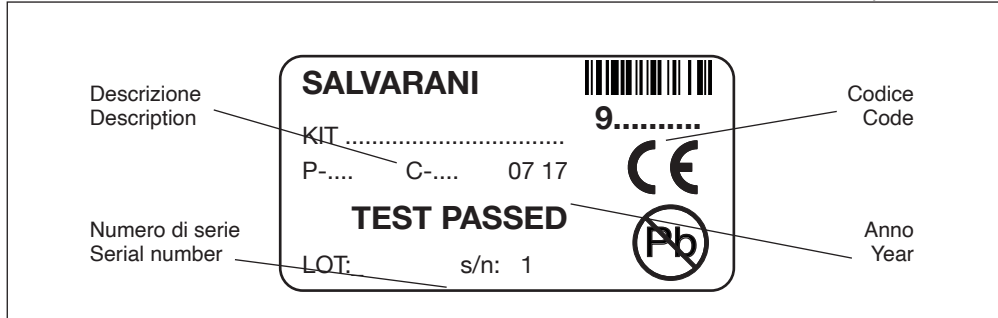 Descrizione
Description
Numero di serie
Serial number
SALVARANI
9..........
KIT ................................
P-.... C-.... 07 17
CE
TEST PASSED
Pb
LOT:_ s/n: 1
Codice
Code
Anno
Year